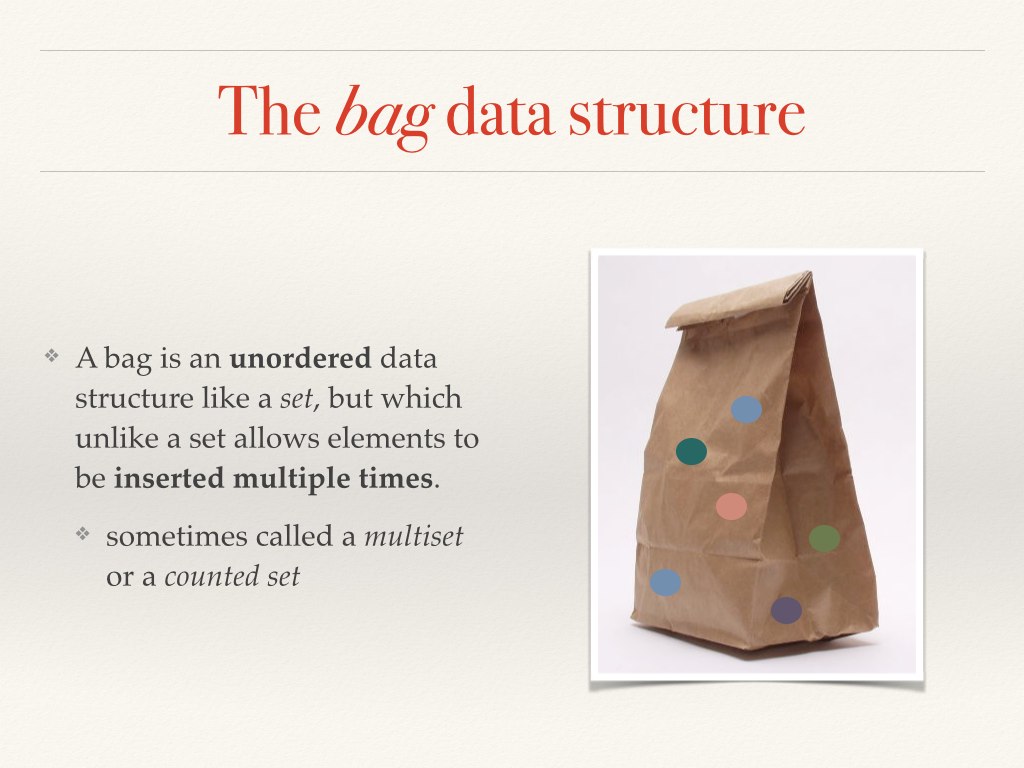 The bag data structure
A bag is an unordered data
structure like a set, but which
unlike a set allows elements to
be inserted multiple times.
sometimes called a multiset
or a counted set